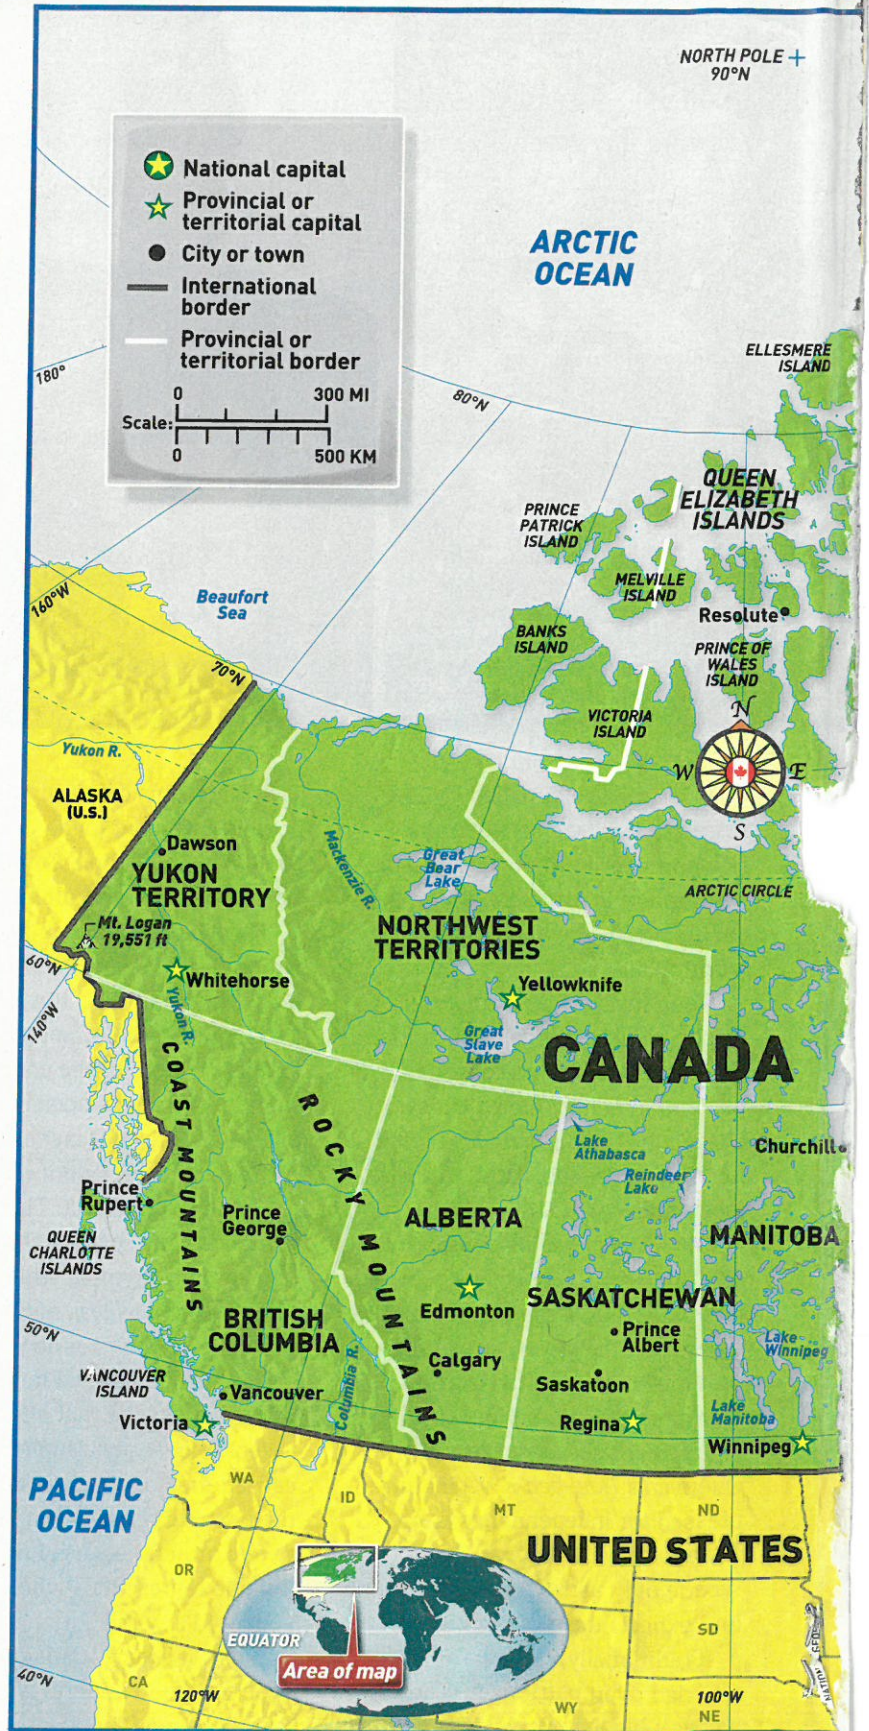 NORTH POLE
90°N
National capital
Provincial or
territorial capital
City or town
International
border
Provincial or
territorial border
0
300 MI
Scale:
0
500 KM
ARCTIC
OCEAN
ELLESMERE
ISLAND
180°
80°N
QUEEN
ELIZABETH
ISLANDS
PRINCE
PATRICK
ISLAND
MELVILLE
ISLAND
Resolute
160°W
Beaufort
Sea
BANKS
ISLAND
PRINCE OF
WALES
ISLAND
70°N
VICTORIA
ISLAND
N
W
E
S
Yukon R.
ALASKA
(U.S.)
Dawson
YUKON
TERRITORY
Mackenzie R.
Great
Bear
Lake
ARCTIC CIRCLE
Mt. Logan
19,551 ft
NORTHWEST
TERRITORIES
60°N
Whitehorse
Yellowknife
140°W
Yukon R.
Great
Slave
Lake
CANADA
COAST MOUNTAINS
ROCKY MOUNTAINS
Lake
Athabasca
Churchill
Reindeer
Lake
Prince
Rupert
Prince
George
ALBERTA
MANITOBA
QUEEN
CHARLOTTE
ISLANDS
Edmonton
SASKATCHEWAN
BRITISH
COLUMBIA
50°N
Prince
Albert
Lake
Winnipeg
Columbia R.
Calgary
VANCOUVER
ISLAND
Vancouver
Saskatoon
Lake
Manitoba
Victoria
Regina
Winnipeg
PACIFIC
OCEAN
WA
ID
MT
ND
UNITED STATES
OR
EQUATOR
SD
Area of map
40°N
CA
120°W
WY
100°W
NE